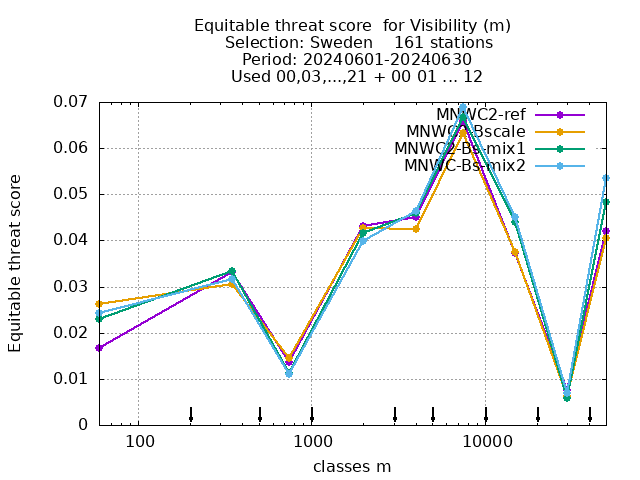 Equitable threat score for Visibility (m)
Selection: Sweden 161 stations
Period: 20240601-20240630
Used 00,03,...,21 + 00 01 ... 12
0.07
0.06
0.05
0.04
0.03
0.02
0.01
0
Equitable threat score
MNWC2-ref
MNWC-Bscale
MNWC2-Bs-mix1
MNWC-Bs-mix2
100
1000
10000
classes m